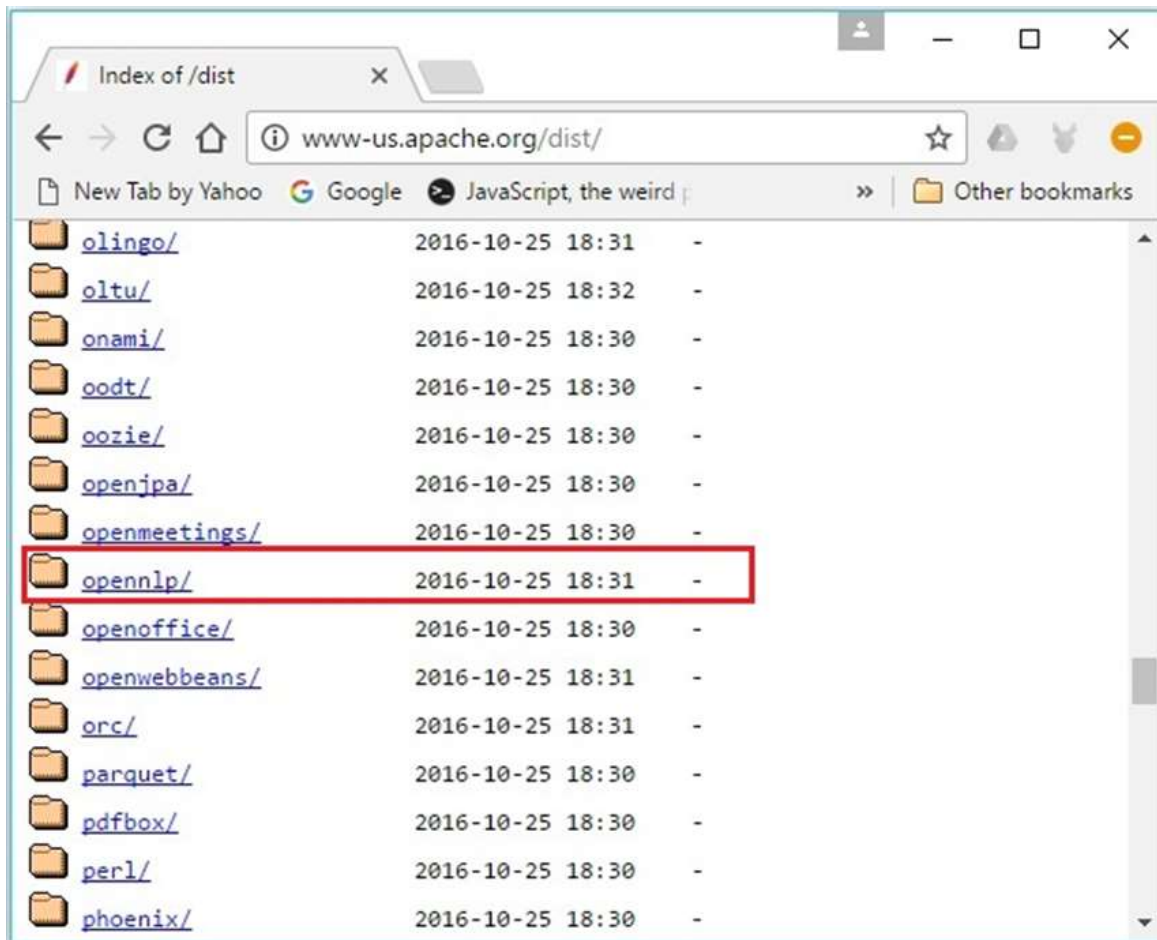 Index of /dist
www-us.apache.org/dist/
New Tab by Yahoo Google JavaScript, the weird » Other bookmarks
olingo/ 2016-10-25 18:31 -
oltu/ 2016-10-25 18:32 -
onami/ 2016-10-25 18:30 -
oodt/ 2016-10-25 18:30 -
oozie/ 2016-10-25 18:30 -
openjpa/ 2016-10-25 18:30 -
openmeetings/ 2016-10-25 18:30 -
opennlp/ 2016-10-25 18:31 -
openoffice/ 2016-10-25 18:30 -
openwebbeans/ 2016-10-25 18:31 -
orc/ 2016-10-25 18:31 -
parquet/ 2016-10-25 18:30 -
pdfbox/ 2016-10-25 18:30 -
perl/ 2016-10-25 18:30 -
phoenix/ 2016-10-25 18:30 -